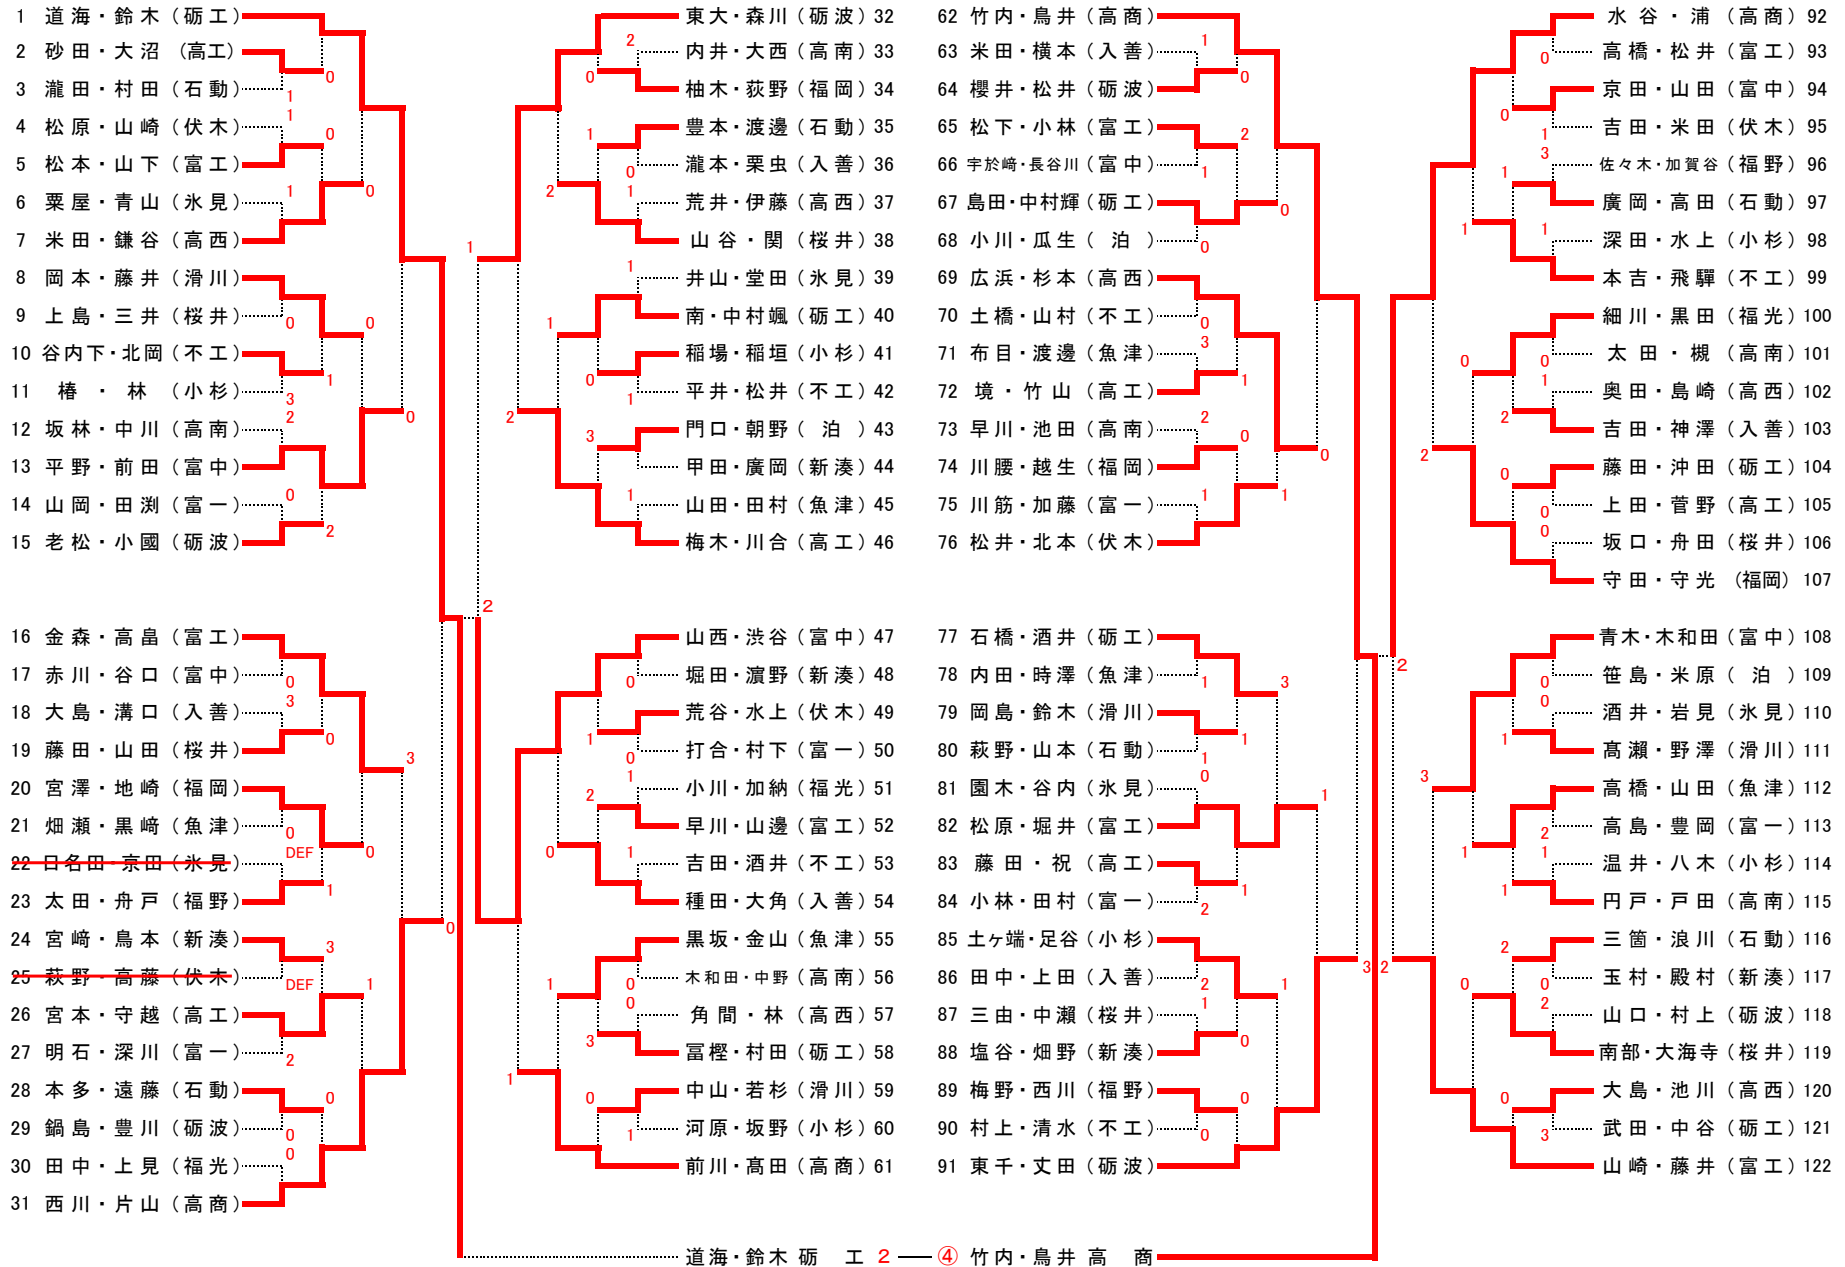 1 道海・鈴木（砺工）
2 砂田・大沼（高工）
3 瀧田・村田（石動）
4 松原・山崎（伏木）
5 松本・山下（富工）
6 粟屋・青山（氷見）
7 米田・鎌谷（高西）
8 岡本・藤井（滑川）
9 上島・三井（桜井）
10 谷内下・北岡（不工）
11 椿・林（小杉）
12 坂林・中川（高南）
13 平野・前田（富中）
14 山岡・田渕（富一）
15 老松・小國（砺波）
16 金森・高畠（富工）
17 赤川・谷口（富中）
18 大島・溝口（入善）
19 藤田・山田（桜井）
20 宮澤・地崎（福岡）
21 畑瀬・黒﨑（魚津）
22 日名田・京田（氷見）
DEF
23 太田・舟戸（福野）
24 宮﨑・鳥本（新湊）
25 萩野・高藤（伏木）
DEF
26 宮本・守越（高工）
27 明石・深川（富一）
28 本多・遠藤（石動）
29 鍋島・豊川（砺波）
30 田中・上見（福光）
31 西川・片山（高商）
東大・森川（砺波）32
内井・大西（高南）33
柚木・荻野（福岡）34
豊本・渡邊（石動）35
瀧本・栗虫（入善）36
荒井・伊藤（高西）37
山谷・関（桜井）38
井山・堂田（氷見）39
南・中村颯（砺工）40
稲場・稲垣（小杉）41
平井・松井（不工）42
門口・朝野（泊）43
甲田・廣岡（新湊）44
山田・田村（魚津）45
梅木・川合（高工）46
山西・渋谷（富中）47
堀田・濵野（新湊）48
荒谷・水上（伏木）49
打合・村下（富一）50
小川・加納（福光）51
早川・山邊（富工）52
吉田・酒井（不工）53
種田・大角（入善）54
黒坂・金山（魚津）55
木和田・中野（高南）56
角間・林（高西）57
冨樫・村田（砺工）58
中山・若杉（滑川）59
河原・坂野（小杉）60
前川・髙田（高商）61
62 竹内・鳥井（高商）
63 米田・横本（入善）
64 櫻井・松井（砺波）
65 松下・小林（富工）
66 宇於﨑・長谷川（富中）
67 島田・中村輝（砺工）
68 小川・瓜生（泊）
69 広浜・杉本（高西）
70 土橋・山村（不工）
71 布目・渡邊（魚津）
72 境・竹山（高工）
73 早川・池田（高南）
74 川腰・越生（福岡）
75 川筋・加藤（富一）
76 松井・北本（伏木）
77 石橋・酒井（砺工）
78 内田・時澤（魚津）
79 岡島・鈴木（滑川）
80 萩野・山本（石動）
81 園木・谷内（氷見）
82 松原・堀井（富工）
83 藤田・祝（高工）
84 小林・田村（富一）
85 土ヶ端・足谷（小杉）
86 田中・上田（入善）
87 三由・中瀬（桜井）
88 塩谷・畑野（新湊）
89 梅野・西川（福野）
90 村上・清水（不工）
91 東千・丈田（砺波）
水谷・浦（高商）92
高橋・松井（富工）93
京田・山田（富中）94
吉田・米田（伏木）95
佐々木・加賀谷（福野）96
廣岡・高田（石動）97
深田・水上（小杉）98
本吉・飛驒（不工）99
細川・黒田（福光）100
太田・槻（高南）101
奥田・島崎（高西）102
吉田・神澤（入善）103
藤田・沖田（砺工）104
上田・菅野（高工）105
坂口・舟田（桜井）106
守田・守光（福岡）107
青木・木和田（富中）108
笹島・米原（泊）109
酒井・岩見（氷見）110
髙瀬・野澤（滑川）111
高橋・山田（魚津）112
高島・豊岡（富一）113
温井・八木（小杉）114
円戸・戸田（高南）115
三箇・浪川（石動）116
玉村・殿村（新湊）117
山口・村上（砺波）118
南部・大海寺（桜井）119
大島・池川（高西）120
武田・中谷（砺工）121
山崎・藤井（富工）122
道海・鈴木 砺工 2 ― ④ 竹内・鳥井 高商